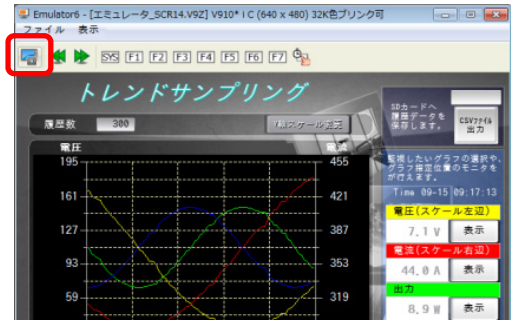 Emulator6 - [エミュレータ_SCR14.V9Z] V910* i C (640 x 480) 32K色ブリンク可
ファイル 表示
SYS F1 F2 F3 F4 F5 F6 F7
トレンドサンプリング
履歴数 300 Y軸スケール変更
SDカードへ
履歴データを
保存します。
CSVファイル
出力
電圧 電流
195 455
161 421
127 387
93 353
59 319
監視したいグラフの選択や、
グラフ指定位置のモニタを
が行えます。
Time 09-15 09:17:13
電圧(スケール左辺)
7.1 V 表示
電流(スケール右辺)
44.0 A 表示
出力
8.9 W 表示